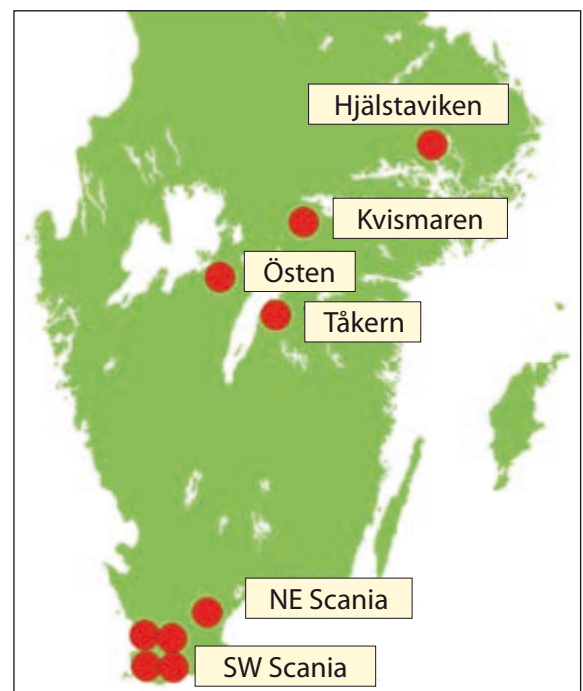 Hjälstaviken
Kvismaren
Östen
Tåkern
NE Scania
SW Scania